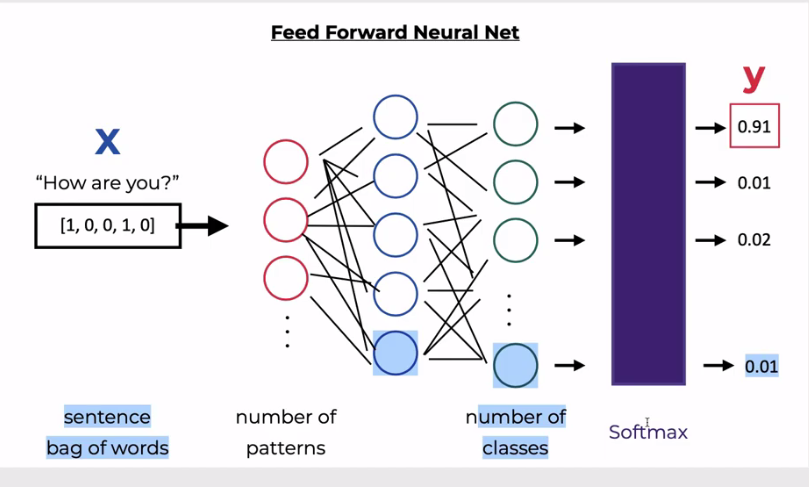 Feed Forward Neural Net
X
"How are you?"
[1, 0, 0, 1, 0]
y
0.91
0.01
0.02
0.01
sentence
bag of words
number of
patterns
number of
classes
Softmax